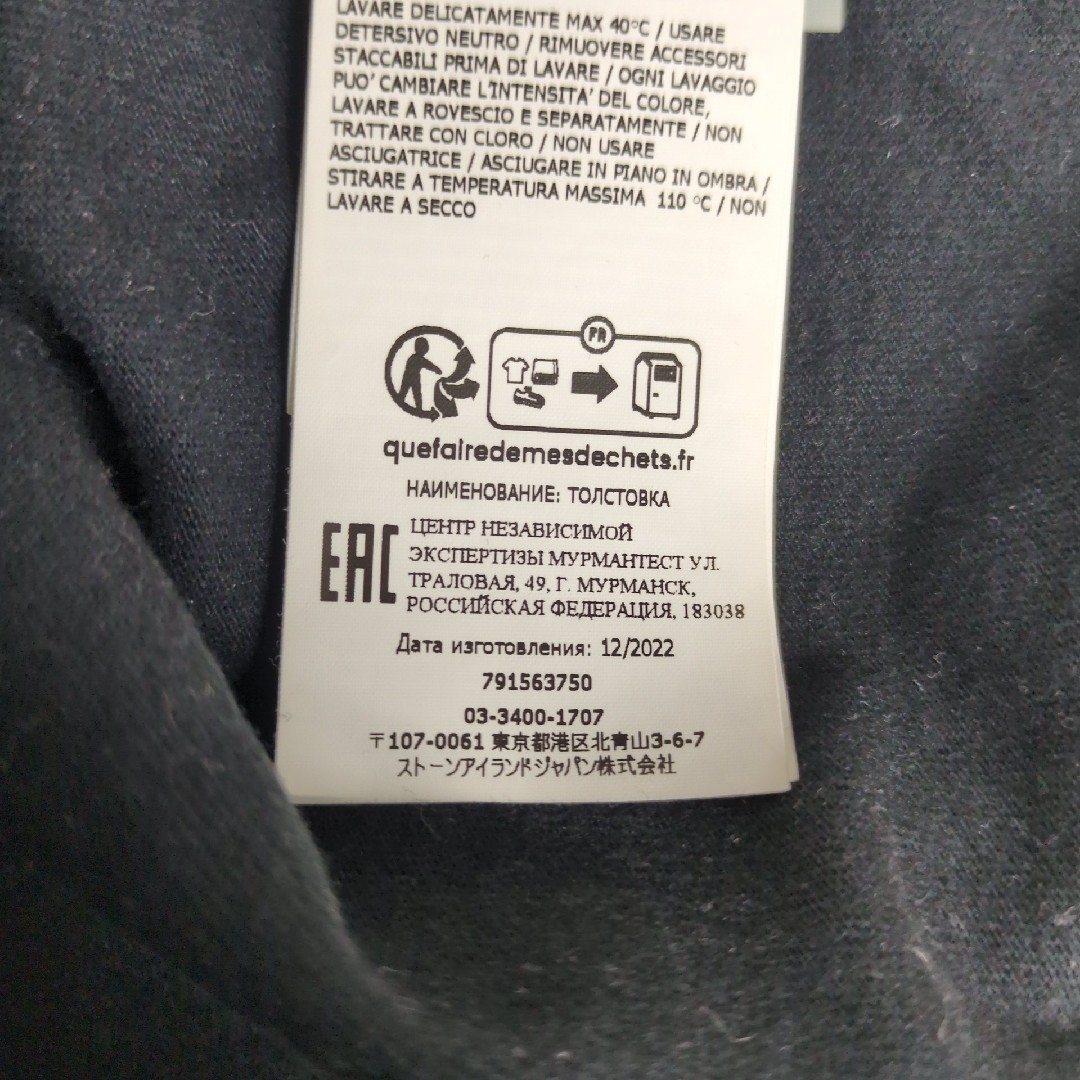 LAVARE DELICATAMENTE MAX 40°C / USARE
DETERSIVO NEUTRO / RIMUOVERE ACCESSORI
STACCABILI PRIMA DI LAVARE / OGNI LAVAGGIO
PUO' CAMBIARE L'INTENSITA' DEL COLORE,
LAVARE A ROVESCIO E SEPARATAMENTE / NON
TRATTARE CON CLORO / NON USARE
ASCIUGATRICE / ASCIUGARE IN PIANO IN OMBRA /
STIRARE A TEMPERATURA MASSIMA 110 °C / NON
LAVARE A SECCO
FR
quefairedemesdechets.fr
НАИМЕНОВАНИЕ: ТОЛСТОВКА
EAC
ЦЕНТР НЕЗАВИСИМОЙ
ЭКСПЕРТИЗЫ МУРМАНТЕСТ УЛ.
ТРАЛОВАЯ, 49, Г. МУРМАНСК,
РОССИЙСКАЯ ФЕДЕРАЦИЯ, 183038
Дата изготовления: 12/2022
791563750
03-3400-1707
〒107-0061 東京都港区北青山3-6-7
ストーンアイランドジャパン株式会社